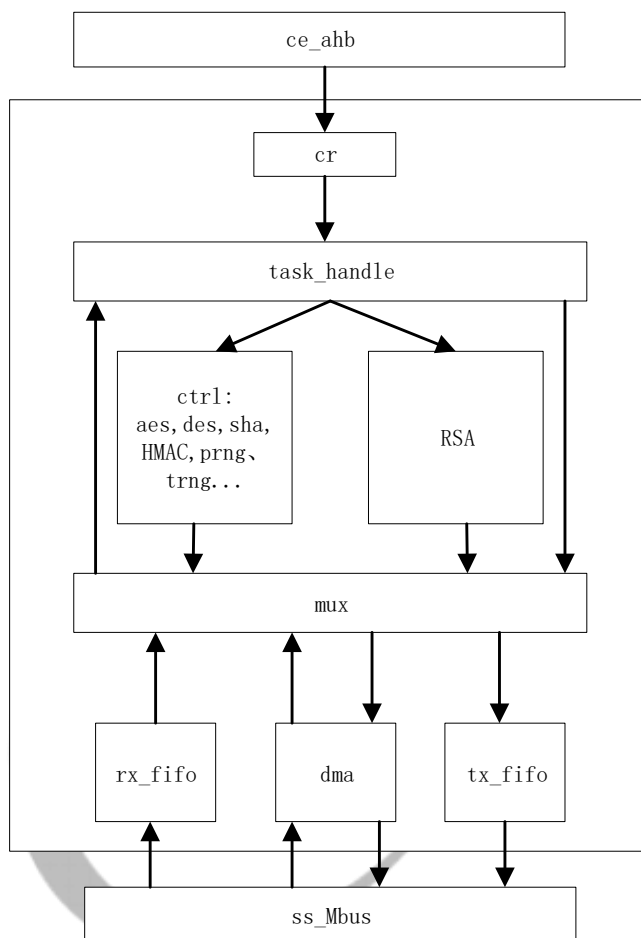 ce_ahb
cr
task_handle
ctrl:
aes,des,sha,
HMAC,prng、
trng...
RSA
mux
rx_fifo
dma
tx_fifo
ss_Mbus